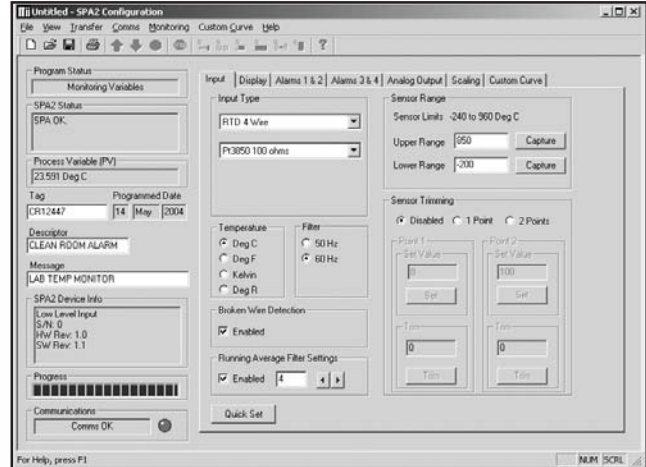 Untitled - SPA2 Configuration
File View Transfer Comms Monitoring Custom Curve Help
Program Status
Monitoring Variables
SPA2 Status
SPA OK.
Process Variable (PV)
23.591 Deg C
Tag Programmed Date
CR12447 14 May 2004
Descriptor
CLEAN ROOM ALARM
Message
LAB TEMP MONITOR
SPA2 Device Info
Low Level Input
S/N: 0
HW Rev: 1.0
SW Rev: 1.1
Progress
Communications
Comms OK
Input Display Alarms 1 & 2 Alarms 3 & 4 Analog Output Scaling Custom Curve
Input Type
RTD 4 Wire
Pt3850 100 ohms
Temperature
Deg C
Deg F
Kelvin
Deg R
Filter
50 Hz
60 Hz
Broken Wire Detection
Enabled
Running Average Filter Settings
Enabled 4
Quick Set
Sensor Range
Sensor Limits -240 to 960 Deg C
Upper Range 850 Capture
Lower Range -200 Capture
Sensor Trimming
Disabled 1 Point 2 Points
Point 1
Set Value
0
Set
Trim
0
Trim
Point 2
Set Value
100
Set
Trim
0
Trim
For Help, press F1
NUM SCRL